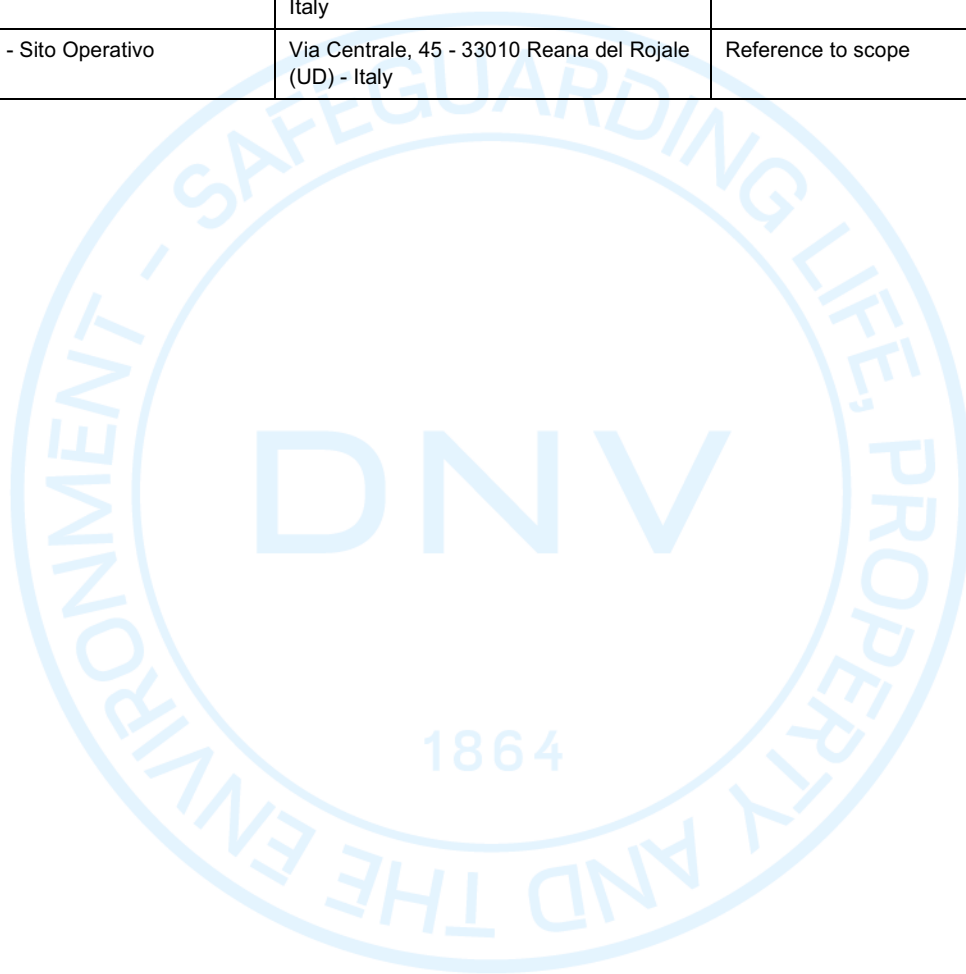 Italy
- Sito Operativo
Via Centrale, 45 - 33010 Reana del Rojale
(UD) - Italy
Reference to scope
SAFEGUARDING LIFE, PROPERTY AND THE ENVIRONMENT -
DNV
1864